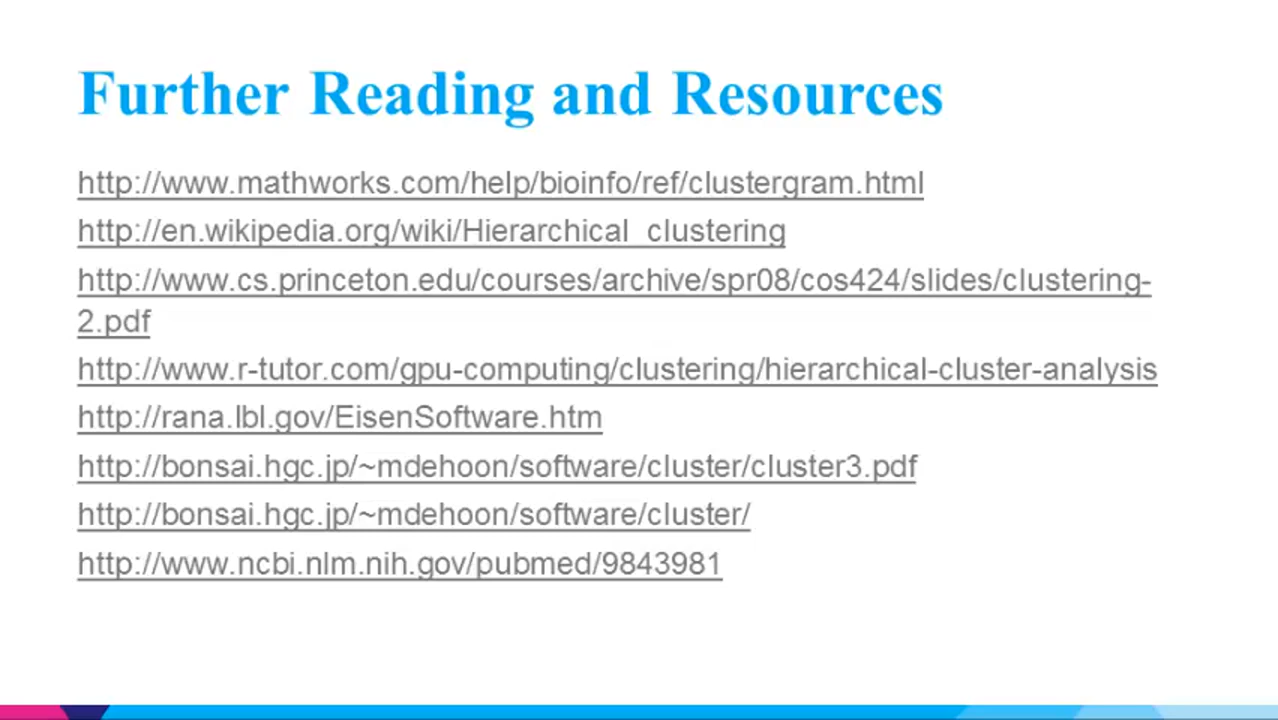 Further Reading and Resources
http://www.mathworks.com/help/bioinfo/ref/clustergram.html
http://en.wikipedia.org/wiki/Hierarchical_clustering
http://www.cs.princeton.edu/courses/archive/spr08/cos424/slides/clustering-
2.pdf
http://www.r-tutor.com/gpu-computing/clustering/hierarchical-cluster-analysis
http://rana.lbl.gov/EisenSoftware.htm
http://bonsai.hgc.jp/~mdehoon/software/cluster/cluster3.pdf
http://bonsai.hgc.jp/~mdehoon/software/cluster/
http://www.ncbi.nlm.nih.gov/pubmed/9843981